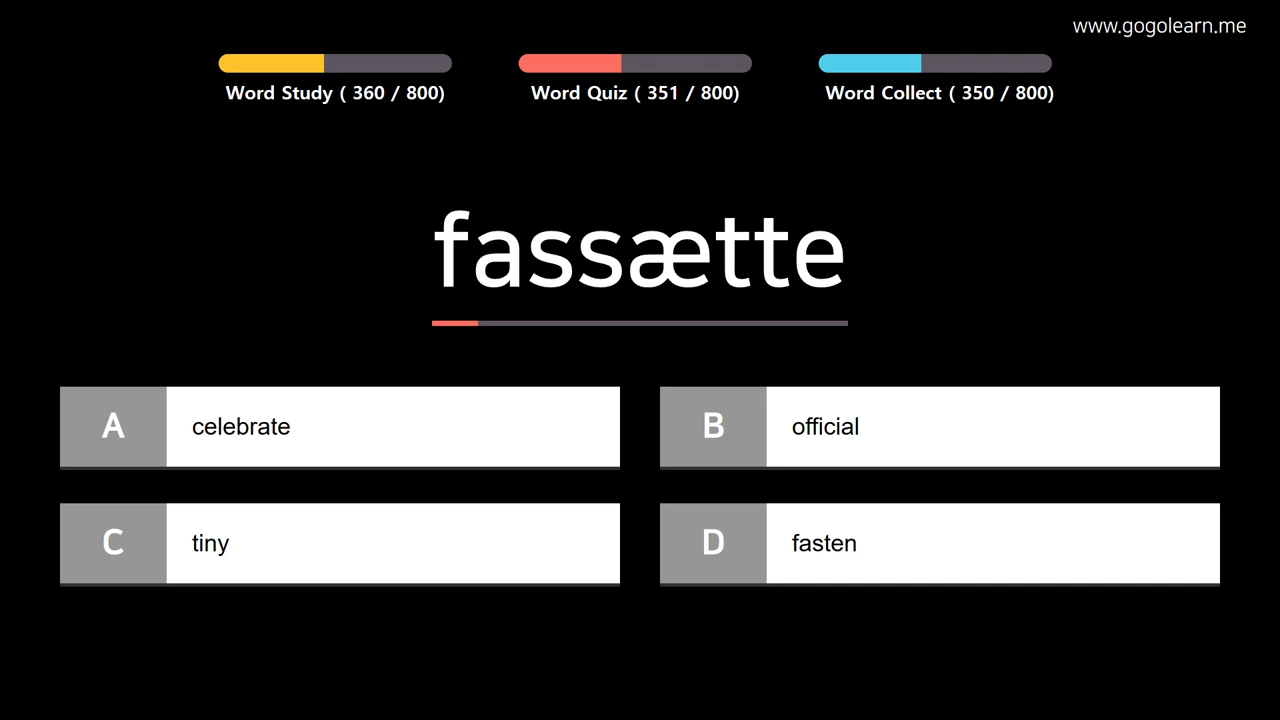 www.gogolearn.me
Word Study ( 360 / 800) Word Quiz ( 351 / 800) Word Collect ( 350 / 800)
fassætte
A celebrate
B official
C tiny
D fasten